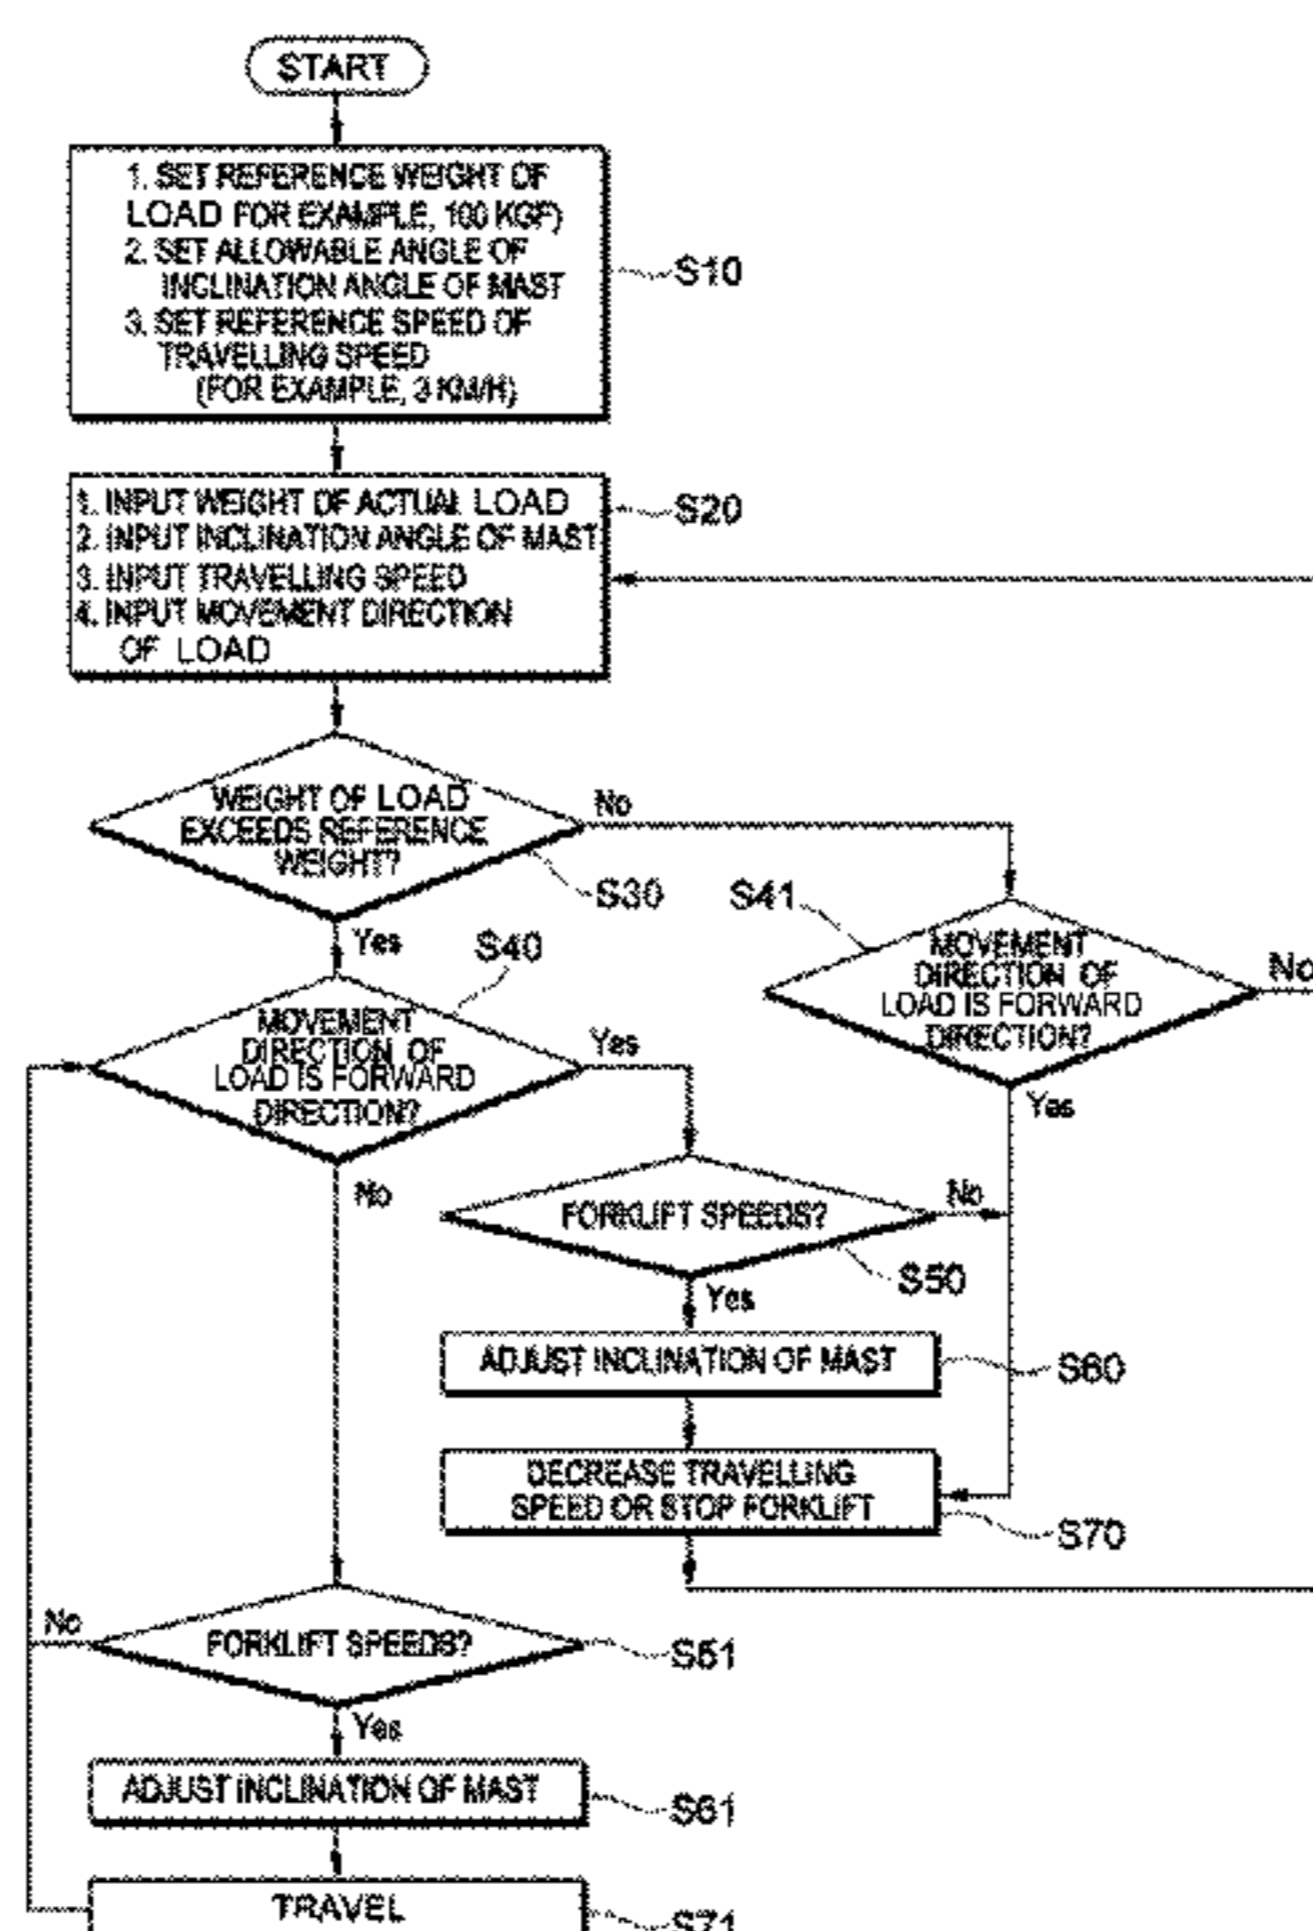 START
1. SET REFERENCE WEIGHT OF
LOAD FOR EXAMPLE, 100 KGF)
2. SET ALLOWABLE ANGLE OF
INCLINATION ANGLE OF MAST
3. SET REFERENCE SPEED OF
TRAVELLING SPEED
(FOR EXAMPLE, 3 KM/H)
S10
1. INPUT WEIGHT OF ACTUAL LOAD
2. INPUT INCLINATION ANGLE OF MAST
3. INPUT TRAVELLING SPEED
4. INPUT MOVEMENT DIRECTION
OF LOAD
S20
WEIGHT OF LOAD
EXCEEDS REFERENCE
WEIGHT?
No
S30
Yes
S41
MOVEMENT
DIRECTION OF
LOAD IS FORWARD
DIRECTION?
No
Yes
S40
MOVEMENT
DIRECTION OF
LOAD IS FORWARD
DIRECTION?
Yes
No
FORKLIFT SPEEDS?
No
S50
Yes
ADJUST INCLINATION OF MAST
S60
DECREASE TRAVELLING
SPEED OR STOP FORKLIFT
S70
No
FORKLIFT SPEEDS?
S51
Yes
ADJUST INCLINATION OF MAST
S61
TRAVEL
S71